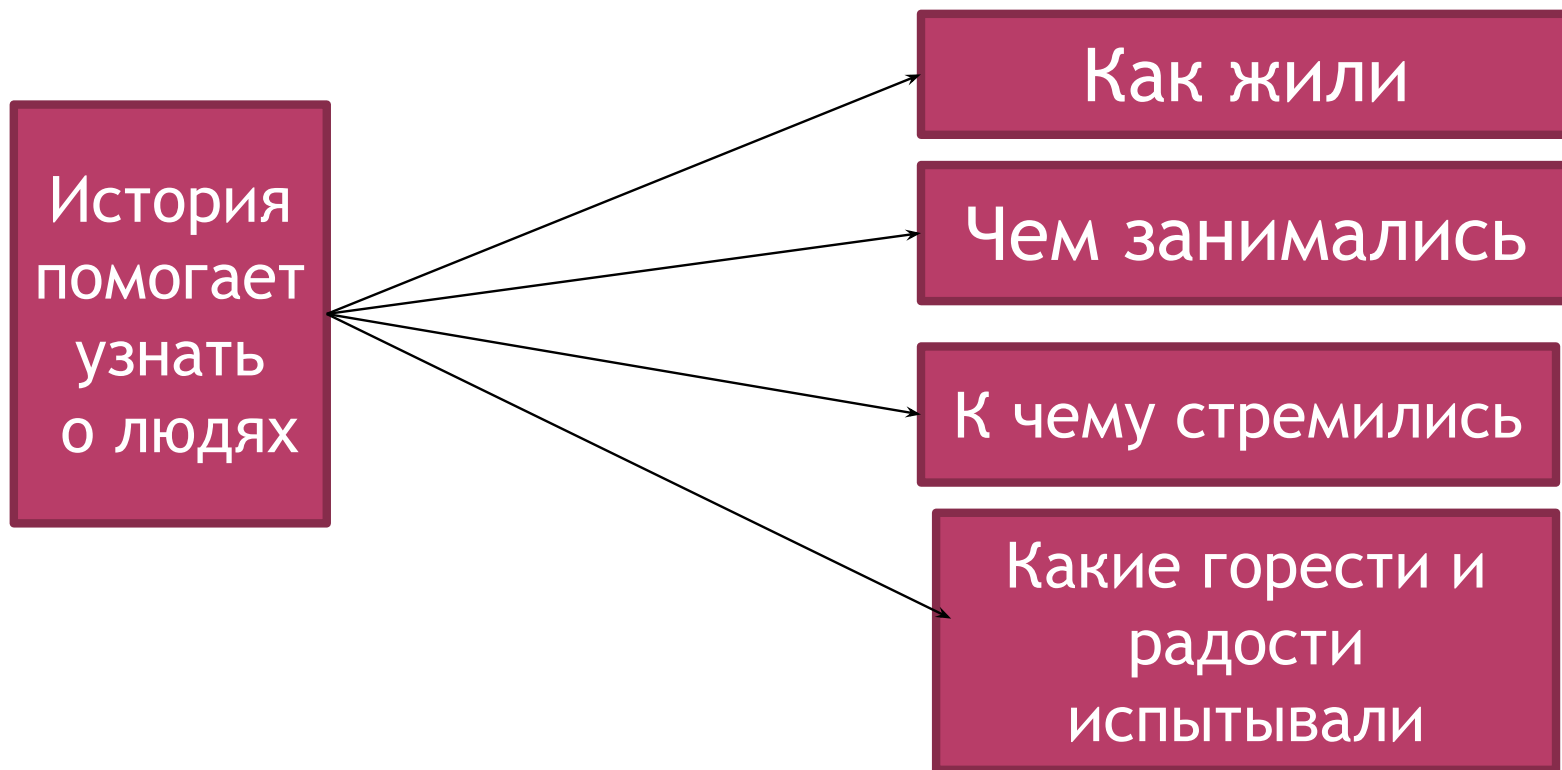 История
помогает
узнать
о людях
Как жили
Чем занимались
К чему стремились
Какие горести и
радости
испытывали